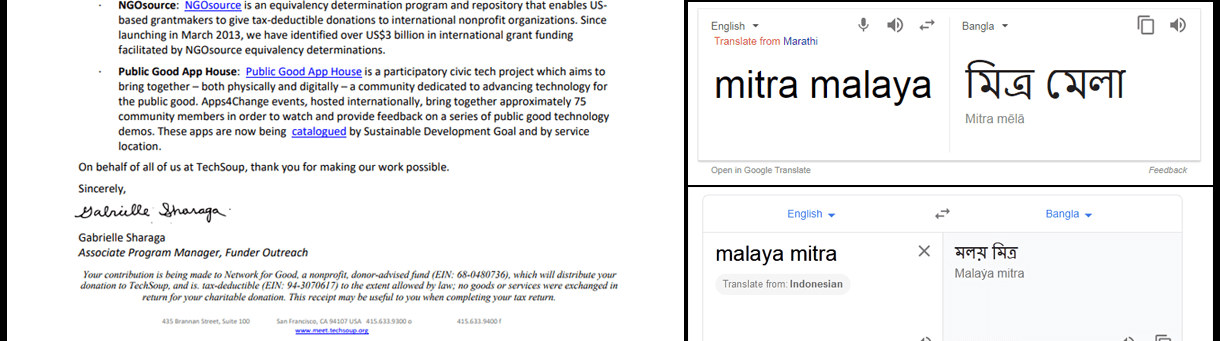 · NGOsource: NGOsource is an equivalency determination program and repository that enables US-
based grantmakers to give tax-deductible donations to international nonprofit organizations. Since
launching in March 2013, we have identified over US$3 billion in international grant funding
facilitated by NGOsource equivalency determinations.
· Public Good App House: Public Good App House is a participatory civic tech project which aims to
bring together – both physically and digitally – a community dedicated to advancing technology for
the public good. Apps4Change events, hosted internationally, bring together approximately 75
community members in order to watch and provide feedback on a series of public good technology
demos. These apps are now being catalogued by Sustainable Development Goal and by service
location.
On behalf of all of us at TechSoup, thank you for making our work possible.
Sincerely,
Gabrielle Sharaga
Gabrielle Sharaga
Associate Program Manager, Funder Outreach
Your contribution is being made to Network for Good, a nonprofit, donor-advised fund (EIN: 68-0480736), which will distribute your
donation to TechSoup, and is. tax-deductible (EIN: 94-3070617) to the extent allowed by law; no goods or services were exchanged in
return for your charitable donation. This receipt may be useful to you when completing your tax return.
435 Brannan Street, Suite 100 San Francisco, CA 94107 USA 415.633.9300 o 415.633.9400 f
www.meet.techsoup.org
English
Bangla
Translate from Marathi
mitra malaya
মিত্র মেলা
Mitra mēlā
Open in Google Translate
Feedback
English
Bangla
malaya mitra
মলয় মিত্র
Translate from: Indonesian
Malaẏa mitra